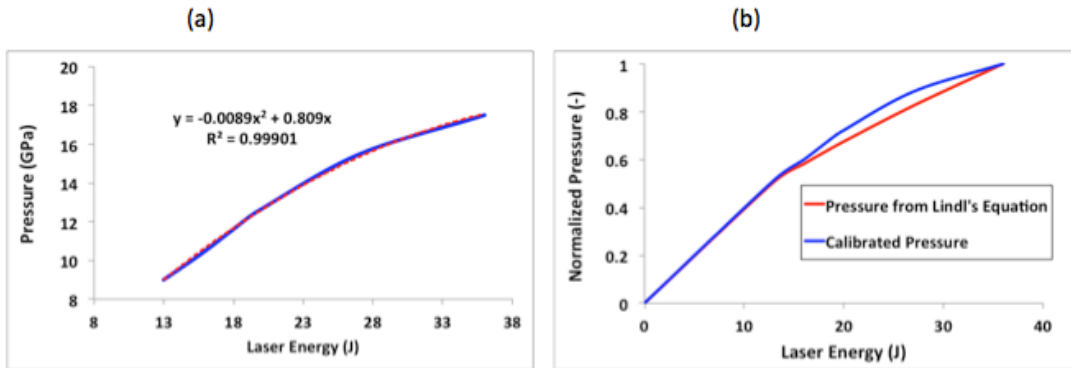 (a)
(b)
20
18
16
14
12
10
8
Pressure (GPa)
y = -0.0089x² + 0.809x
R² = 0.99901
8
13
18
23
28
33
38
Laser Energy (J)
1
0.8
0.6
0.4
0.2
0
Normalized Pressure (-)
Pressure from Lindl's Equation
Calibrated Pressure
0
10
20
30
40
Laser Energy (J)